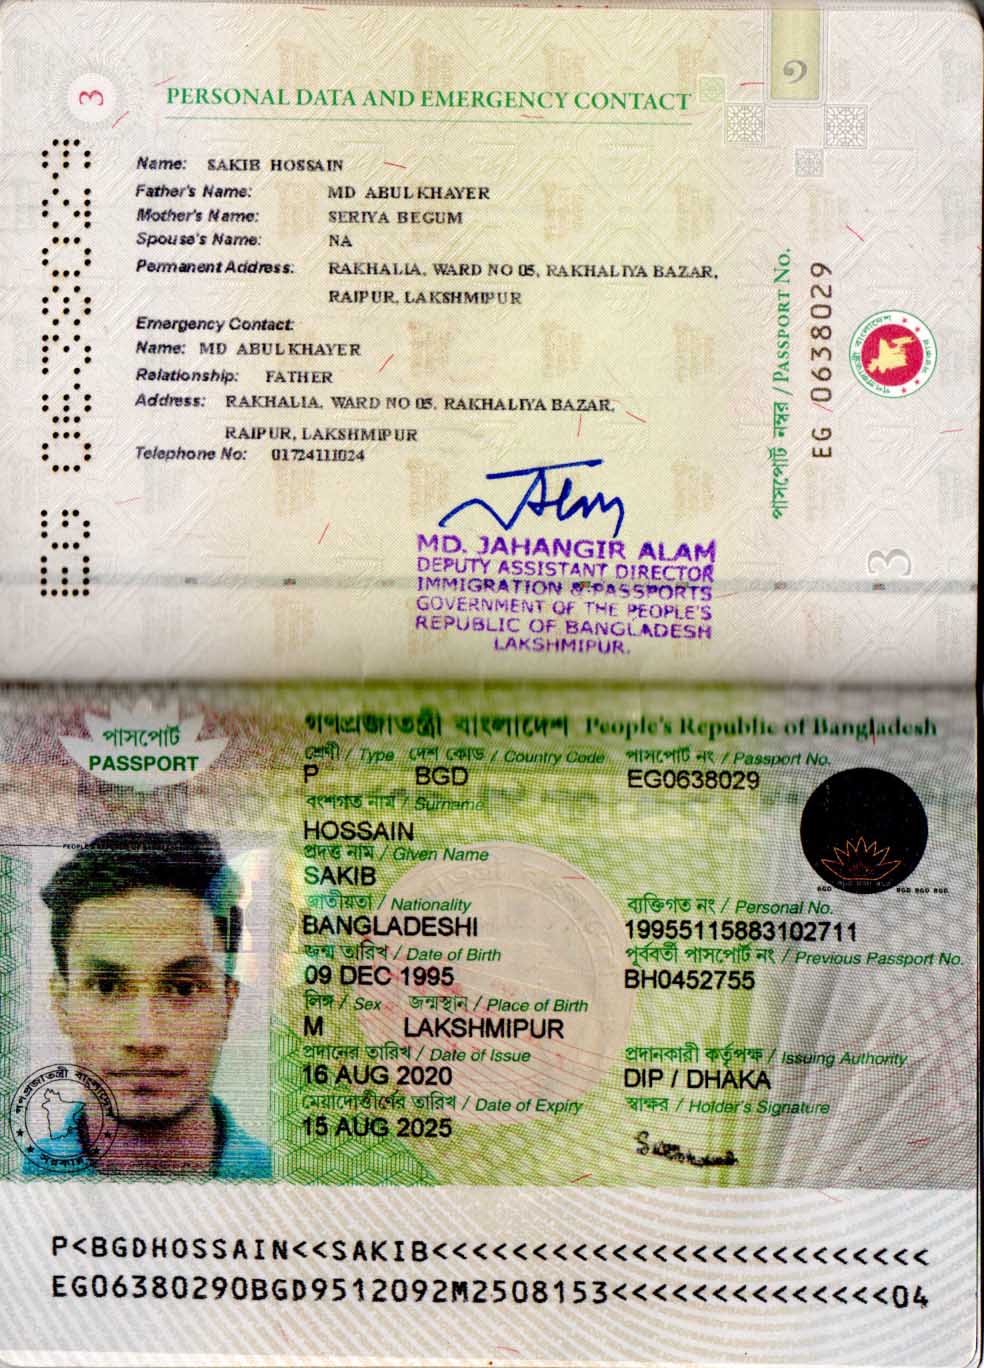 3
PERSONAL DATA AND EMERGENCY CONTACT
Name: SAKIB HOSSAIN
Father's Name: MD ABUL KHAYER
Mother's Name: SERIYA BEGUM
Spouse's Name: NA
Permanent Address: RAKHALIA, WARD NO 05, RAKHALIYA BAZAR,
RAIPUR, LAKSHMIPUR
Emergency Contact:
Name: MD ABUL KHAYER
Relationship: FATHER
Address: RAKHALIA, WARD NO 05, RAKHALIYA BAZAR,
RAIPUR, LAKSHMIPUR
Telephone No: 01724111024
EG 0638029
পাসপোর্ট নম্বর / PASSPORT No.
EG 0638029
3
MD. JAHANGIR ALAM
DEPUTY ASSISTANT DIRECTOR
IMMIGRATION & PASSPORTS
GOVERNMENT OF THE PEOPLE'S
REPUBLIC OF BANGLADESH
LAKSHMIPUR.
গণপ্রজাতন্ত্রী বাংলাদেশ People's Republic of Bangladesh
পাসপোর্ট
PASSPORT
শ্রেণী / Type দেশ কোড / Country Code পাসপোর্ট নং / Passport No.
P BGD EG0638029
বংশগত নাম / Surname
HOSSAIN
প্রদত্ত নাম / Given Name
SAKIB
জাতীয়তা / Nationality ব্যক্তিগত নং / Personal No.
BANGLADESHI 19955115883102711
জন্ম তারিখ / Date of Birth পূর্ববর্তী পাসপোর্ট নং / Previous Passport No.
09 DEC 1995 BH0452755
লিঙ্গ / Sex জন্মস্থান / Place of Birth
M LAKSHMIPUR
প্রদানের তারিখ / Date of Issue প্রদানকারী কর্তৃপক্ষ / Issuing Authority
16 AUG 2020 DIP / DHAKA
মেয়াদোত্তীর্ণের তারিখ / Date of Expiry স্বাক্ষর / Holder's Signature
15 AUG 2025
P<BGDHOSSAIN<<SAKIB<<<<<<<<<<<<<<<<<<<<<<<<<
EG06380290BGD9512092M2508153<<<<<<<<<<<<<<04